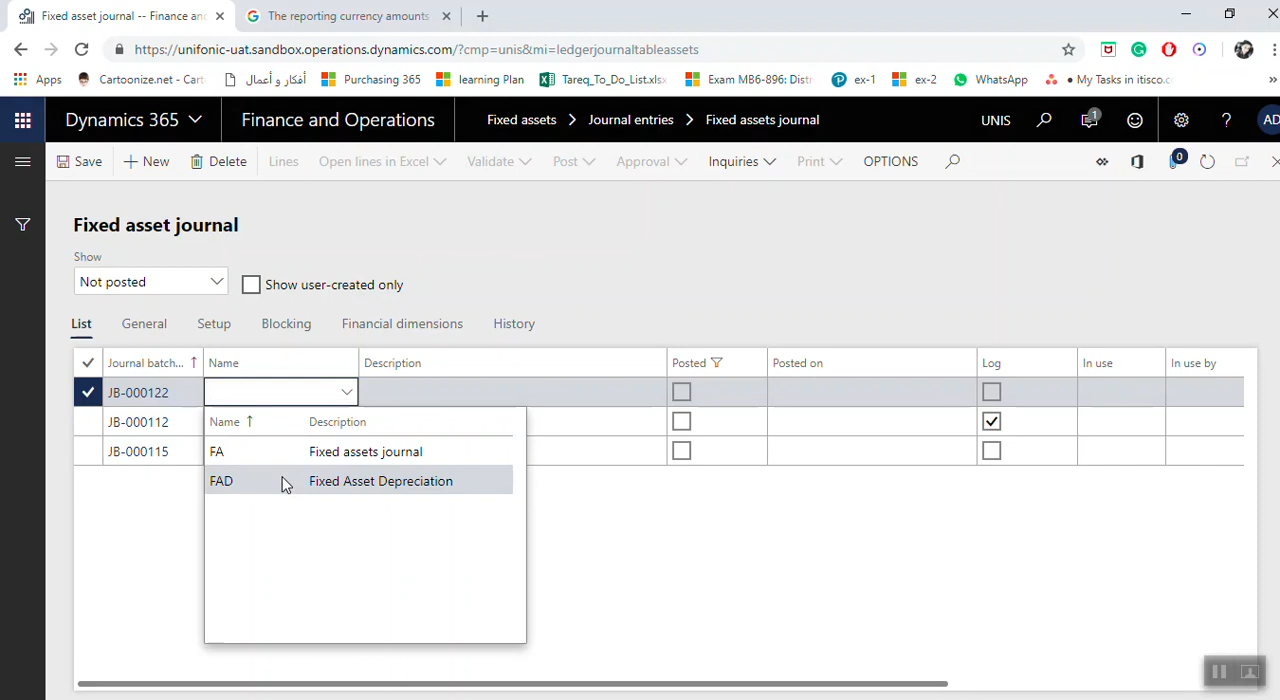 Fixed asset journal -- Finance and
The reporting currency amounts
https://unifonic-uat.sandbox.operations.dynamics.com/?cmp=unis&mi=ledgerjournaltableassets
Apps Cartoonize.net - Cart أفكار و أعمال Purchasing 365 learning Plan Tareq_To_Do_List.xlsx Exam MB6-896: Distr ex-1 ex-2 WhatsApp • My Tasks in itisco.c »
Dynamics 365 Finance and Operations Fixed assets > Journal entries > Fixed assets journal UNIS 1 ? AD
Save New Delete Lines Open lines in Excel Validate Post Approval Inquiries Print OPTIONS 0
Fixed asset journal
Show
Not posted Show user-created only
List General Setup Blocking Financial dimensions History
Journal batch... ↑ Name Description Posted Posted on Log In use In use by
JB-000122
JB-000112
JB-000115
Name ↑ Description
FA Fixed assets journal
FAD Fixed Asset Depreciation